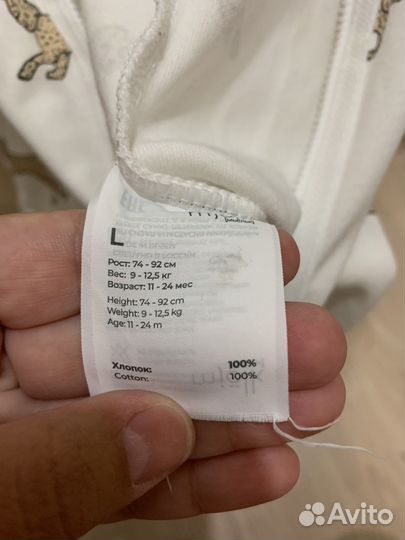 L
Рост: 74 - 92 см
Вес: 9 - 12,5 кг
Возраст: 11 - 24 мес
Height: 74 - 92 cm
Weight: 9 - 12,5 kg
Age: 11 - 24 m
Хлопок: 100%
Cotton: 100%
Avito